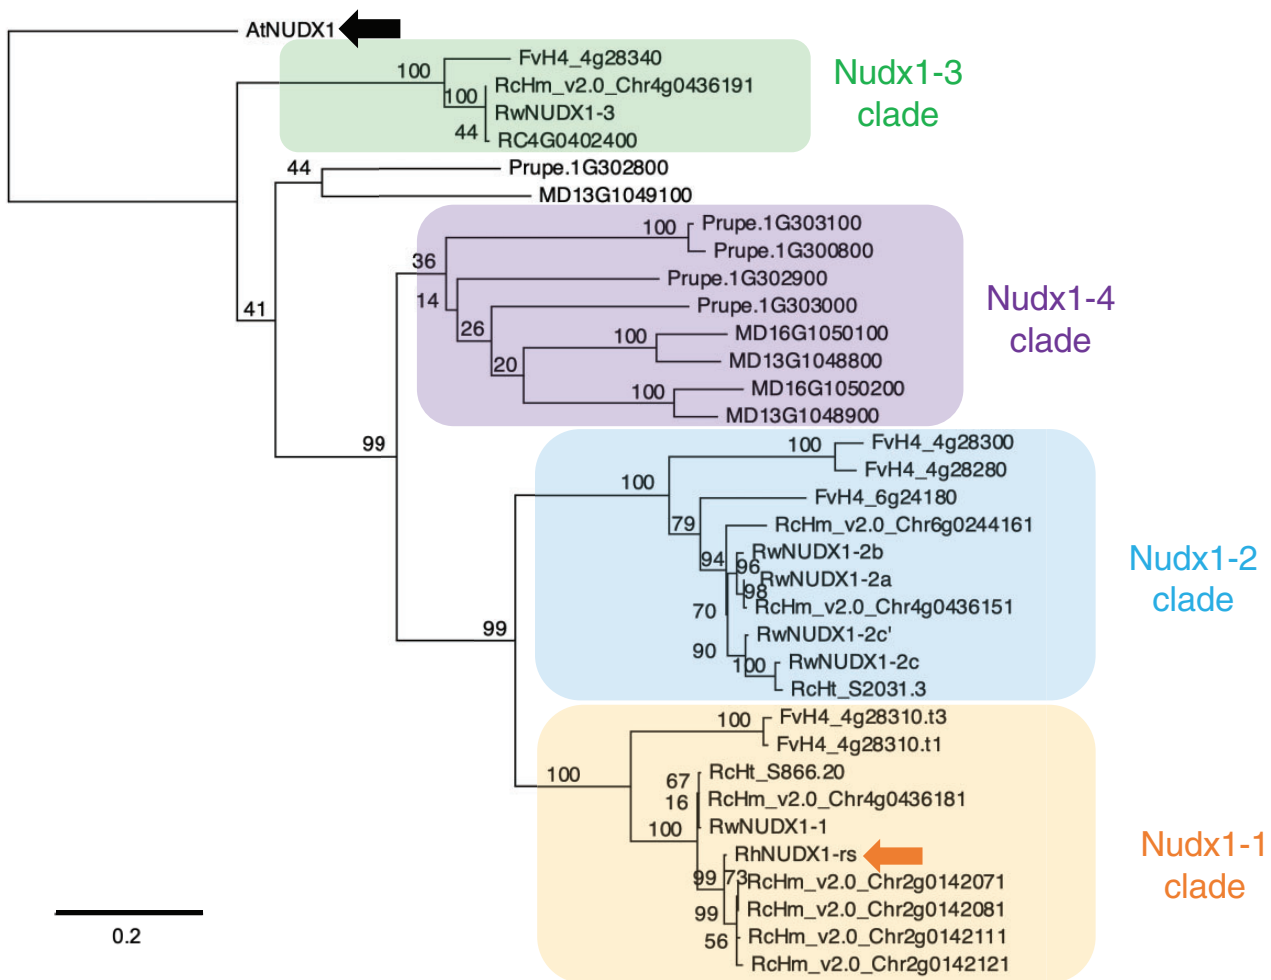 AtNUDX1
FvH4_4g28340
100
RcHm_v2.0_Chr4g0436191
100
RwNUDX1-3
44
RC4G0402400
Nudx1-3
clade
44
Prupe.1G302800
MD13G1049100
Prupe.1G303100
100
Prupe.1G300800
36
Prupe.1G302900
14
Prupe.1G303000
26
MD16G1050100
100
MD13G1048800
20
MD16G1050200
100
MD13G1048900
Nudx1-4
clade
41
99
FvH4_4g28300
100
FvH4_4g28280
100
FvH4_6g24180
79
RcHm_v2.0_Chr6g0244161
94
RwNUDX1-2b
96
RwNUDX1-2a
98
RcHm_v2.0_Chr4g0436151
70
RwNUDX1-2c'
90
RwNUDX1-2c
100
RcHt_S2031.3
Nudx1-2
clade
99
FvH4_4g28310.t3
100
FvH4_4g28310.t1
100
RcHt_S866.20
67
RcHm_v2.0_Chr4g0436181
16
RwNUDX1-1
100
RhNUDX1-rs
99
73
RcHm_v2.0_Chr2g0142071
RcHm_v2.0_Chr2g0142081
99
RcHm_v2.0_Chr2g0142111
56
RcHm_v2.0_Chr2g0142121
Nudx1-1
clade
0.2